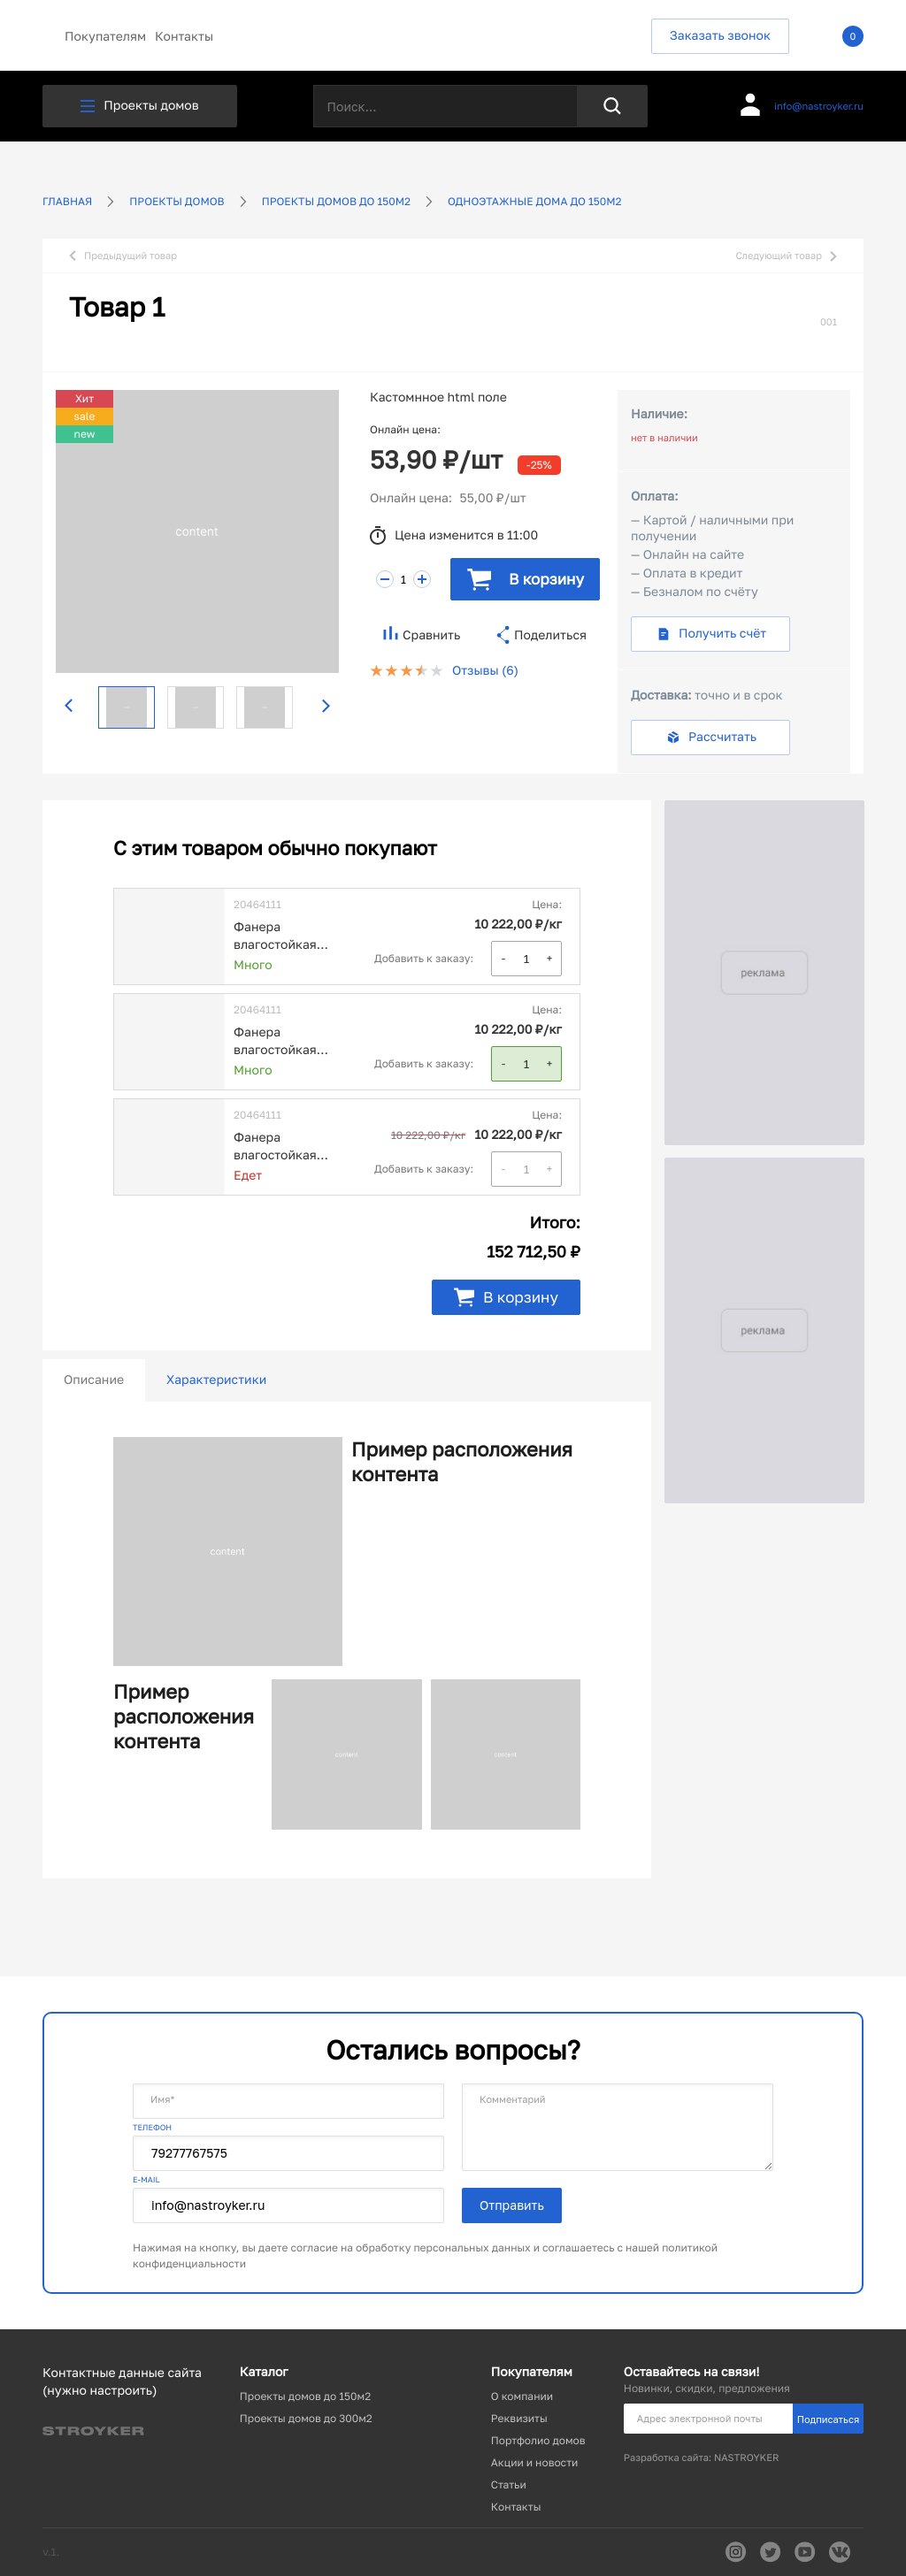 Покупателям Контакты
Заказать звонок
0
Проекты домов
Поиск...
info@nastroyker.ru
ГЛАВНАЯ
ПРОЕКТЫ ДОМОВ
ПРОЕКТЫ ДОМОВ ДО 150М2
ОДНОЭТАЖНЫЕ ДОМА ДО 150М2
Предыдущий товар
Следующий товар
Товар 1
001
Хит
sale
new
content
Кастомнное html поле
Онлайн цена:
53,90 ₽/шт
-25%
Онлайн цена: 55,00 ₽/шт
Цена изменится в 11:00
1
В корзину
Сравнить
Поделиться
Отзывы (6)
Наличие:
нет в наличии
Оплата:
— Картой / наличными при
получении
— Онлайн на сайте
— Оплата в кредит
— Безналом по счёту
Получить счёт
Доставка: точно и в срок
Рассчитать
С этим товаром обычно покупают
20464111
Цена:
Фанера
влагостойкая...
10 222,00 ₽/кг
Много
Добавить к заказу:
- 1 +
20464111
Цена:
Фанера
влагостойкая...
10 222,00 ₽/кг
Много
Добавить к заказу:
- 1 +
20464111
Цена:
Фанера
влагостойкая...
10 222,00 ₽/кг 10 222,00 ₽/кг
Едет
Добавить к заказу:
- 1 +
Итого:
152 712,50 ₽
В корзину
реклама
реклама
Описание
Характеристики
content
Пример расположения
контента
Пример
расположения
контента
content
content
Остались вопросы?
Имя*
Комментарий
ТЕЛЕФОН
79277767575
E-MAIL
info@nastroyker.ru
Отправить
Нажимая на кнопку, вы даете согласие на обработку персональных данных и соглашаетесь с нашей политикой
конфиденциальности
Контактные данные сайта
(нужно настроить)
STROYKER
Каталог
Проекты домов до 150м2
Проекты домов до 300м2
Покупателям
О компании
Реквизиты
Портфолио домов
Акции и новости
Статьи
Контакты
Оставайтесь на связи!
Новинки, скидки, предложения
Адрес электронной почты
Подписаться
Разработка сайта: NASTROYKER
v.1.